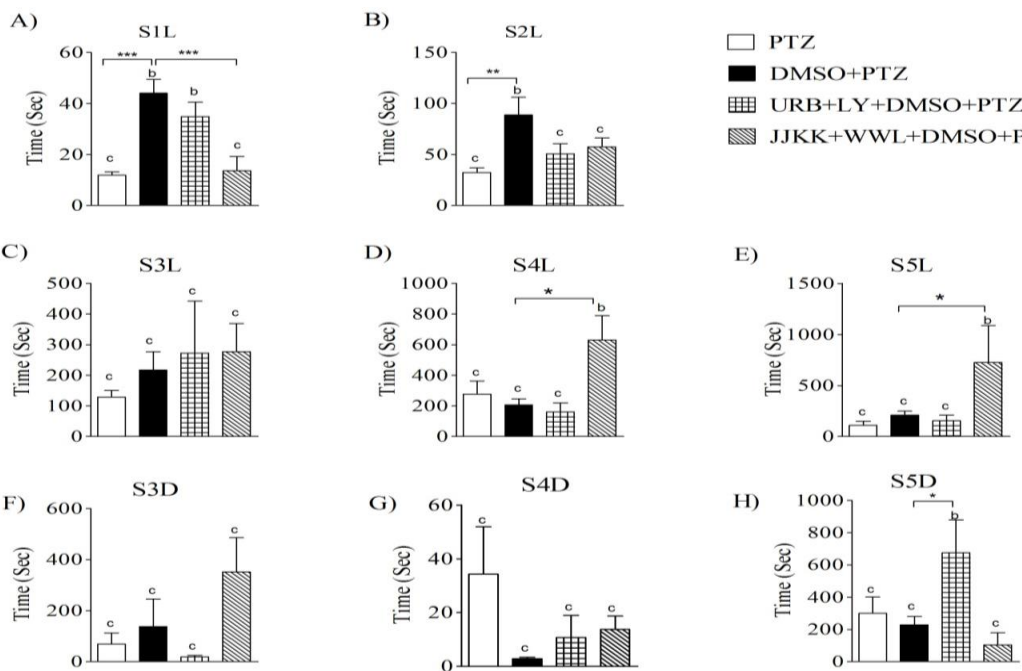 A)
S1L
Time (Sec)
60
40
20
0
***
***
c
b
b
c
B)
S2L
Time (Sec)
150
100
50
0
**
c
b
c
c
PTZ
DMSO+PTZ
URB+LY+DMSO+PTZ
JJKK+WWL+DMSO+P
C)
S3L
Time (Sec)
500
400
300
200
100
0
c
c
c
c
D)
S4L
Time (Sec)
1000
800
600
400
200
0
*
c
c
c
b
E)
S5L
Time (Sec)
1500
1000
500
0
*
c
c
c
b
F)
S3D
Time (Sec)
600
400
200
0
c
c
c
c
G)
S4D
Time (Sec)
60
40
20
0
c
c
c
c
H)
S5D
Time (Sec)
1000
800
600
400
200
0
*
c
c
b
c